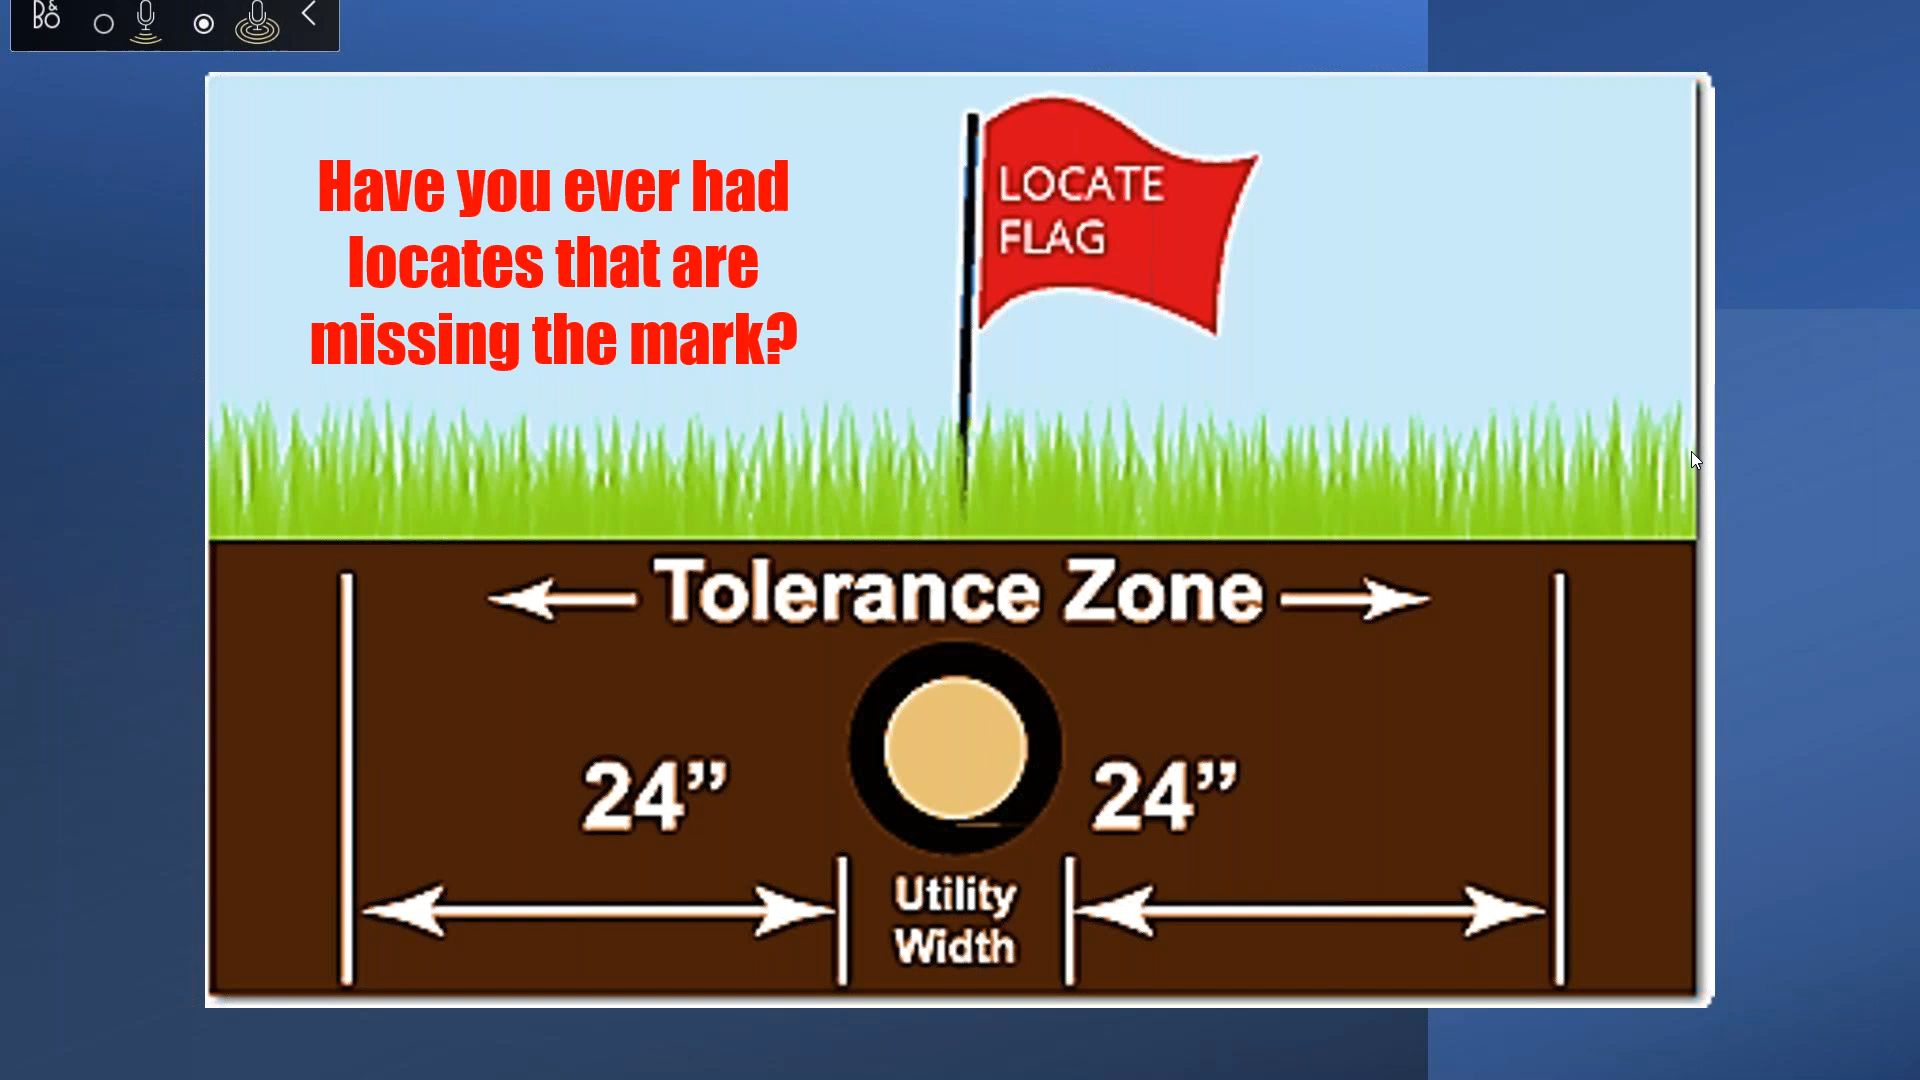 B&O
Have you ever had
locates that are
missing the mark?
LOCATE
FLAG
Tolerance Zone
24” 24”
Utility
Width